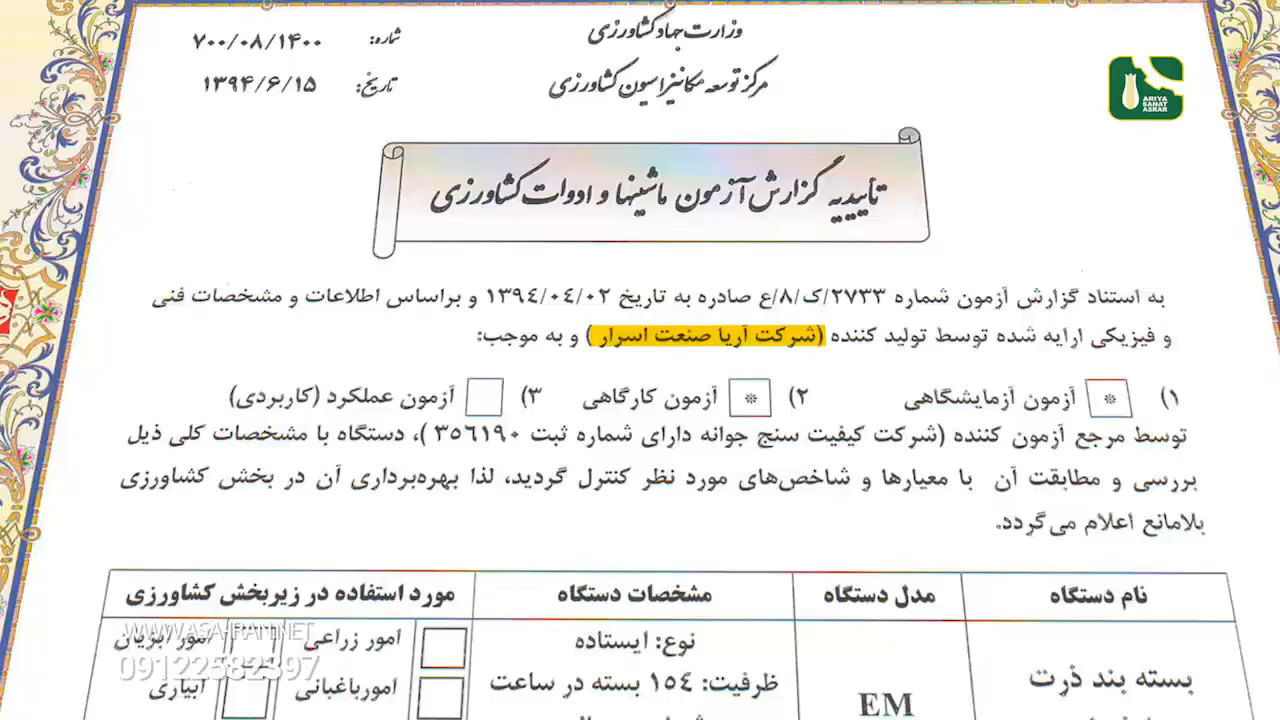 وزارت جهاد کشاورزی
مرکز توسعه مکانیزاسیون کشاورزی
شماره: ۷۰۰/۰۸/۱۴۰۰
تاریخ: ۱۳۹۴/۶/۱۵
ARIYA
SANAT
ASRAR
تأییدیه گزارش آزمون ماشینها و ادوات کشاورزی
به استناد گزارش آزمون شماره ۲۷۳۳/ک/۸/ع صادره به تاریخ ۱۳۹۴/۰۴/۰۲ و براساس اطلاعات و مشخصات فنی
و فیزیکی ارایه شده توسط تولید کننده (شرکت آریا صنعت اسرار) و به موجب:
۱) آزمون آزمایشگاهی ۲) آزمون کارگاهی ۳) آزمون عملکرد (کاربردی)
توسط مرجع آزمون کننده (شرکت کیفیت سنج جوانه دارای شماره ثبت ۳۵۶۱۹۰)، دستگاه با مشخصات کلی ذیل
بررسی و مطابقت آن با معیارها و شاخص‌های مورد نظر کنترل گردید، لذا بهره‌برداری آن در بخش کشاورزی
بلامانع اعلام می‌گردد.
نام دستگاه مدل دستگاه مشخصات دستگاه مورد استفاده در زیربخش کشاورزی
بسته بند ذرت
EM
نوع: ایستاده
ظرفیت: ۱۵۴ بسته در ساعت
امور زراعی امور آبزیان
امورباغبانی آبیاری
WWW.ASA-IRAN.NET
09122582397